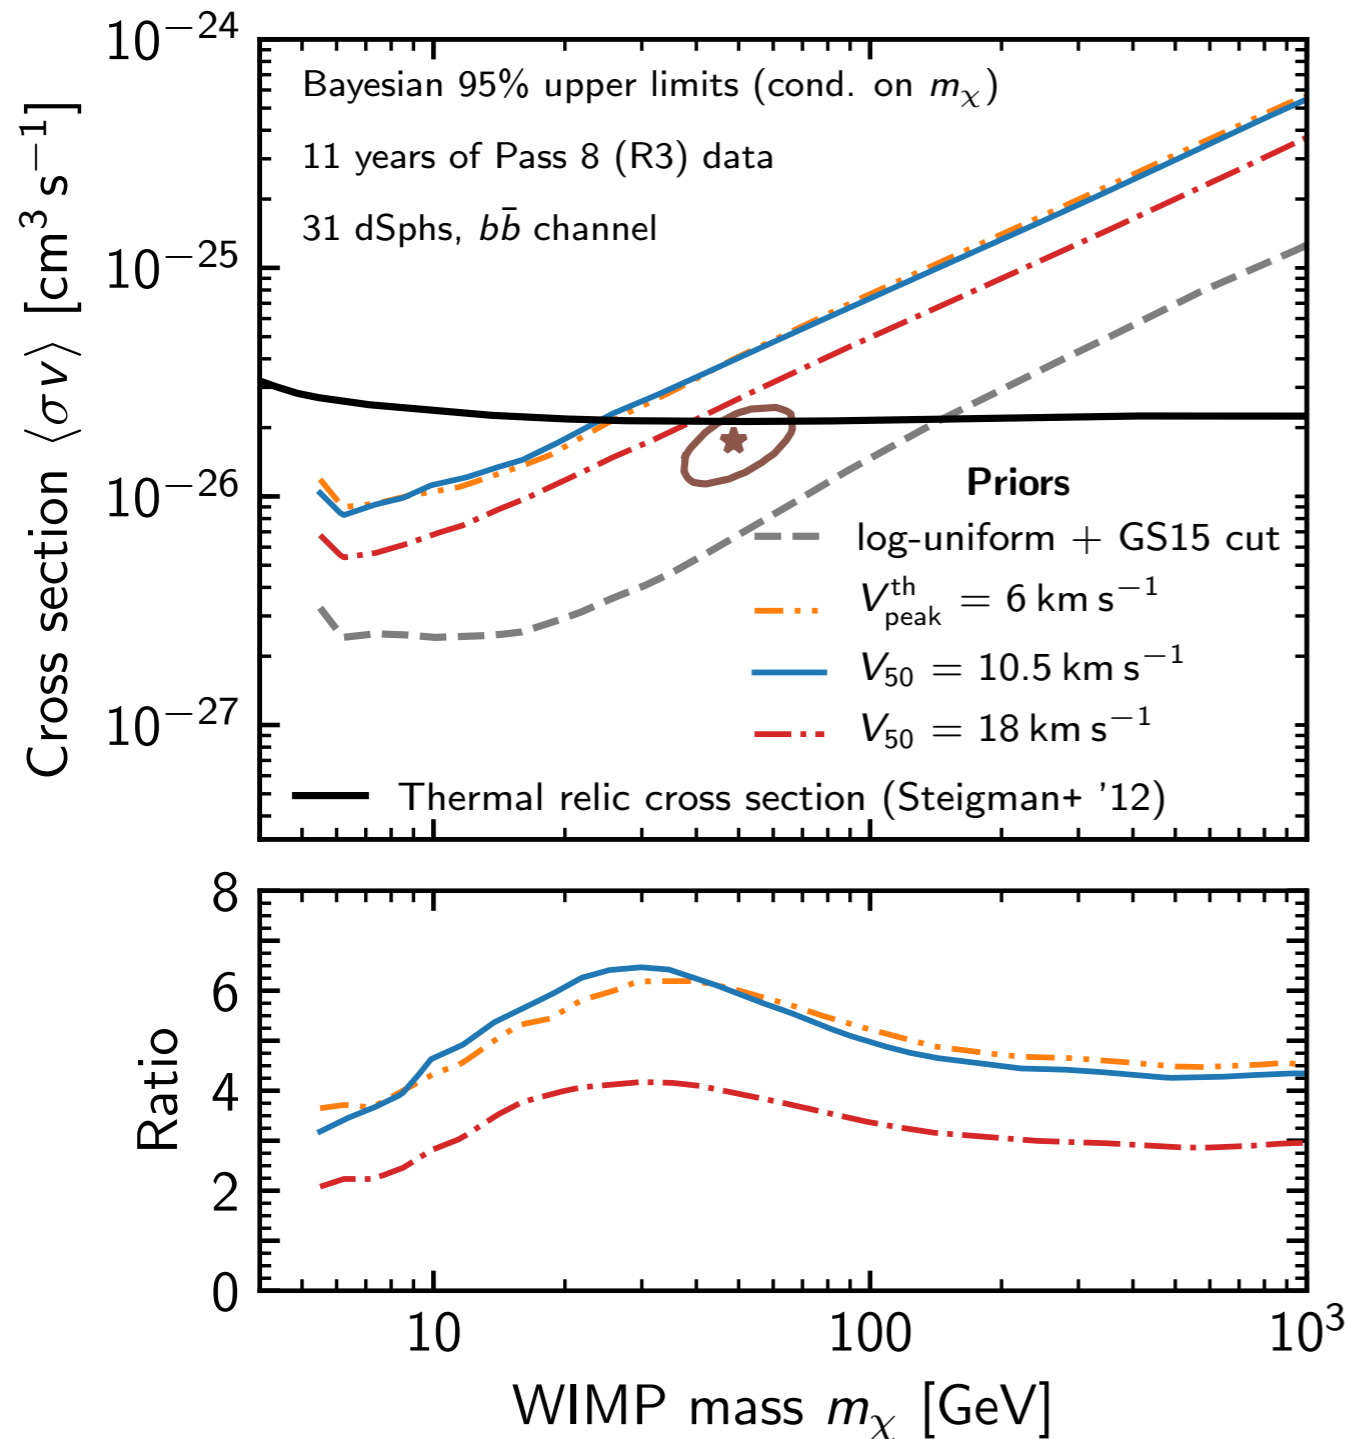 10⁻²⁴
Bayesian 95% upper limits (cond. on mχ)
11 years of Pass 8 (R3) data
31 dSphs, bb̄ channel
10⁻²⁵
10⁻²⁶
10⁻²⁷
Cross section ⟨σv⟩ [cm³ s⁻¹]
Priors
log-uniform + GS15 cut
V_peak^th = 6 km s⁻¹
V₅₀ = 10.5 km s⁻¹
V₅₀ = 18 km s⁻¹
Thermal relic cross section (Steigman+ '12)
8
6
4
2
0
Ratio
10 100 10³
WIMP mass mχ [GeV]